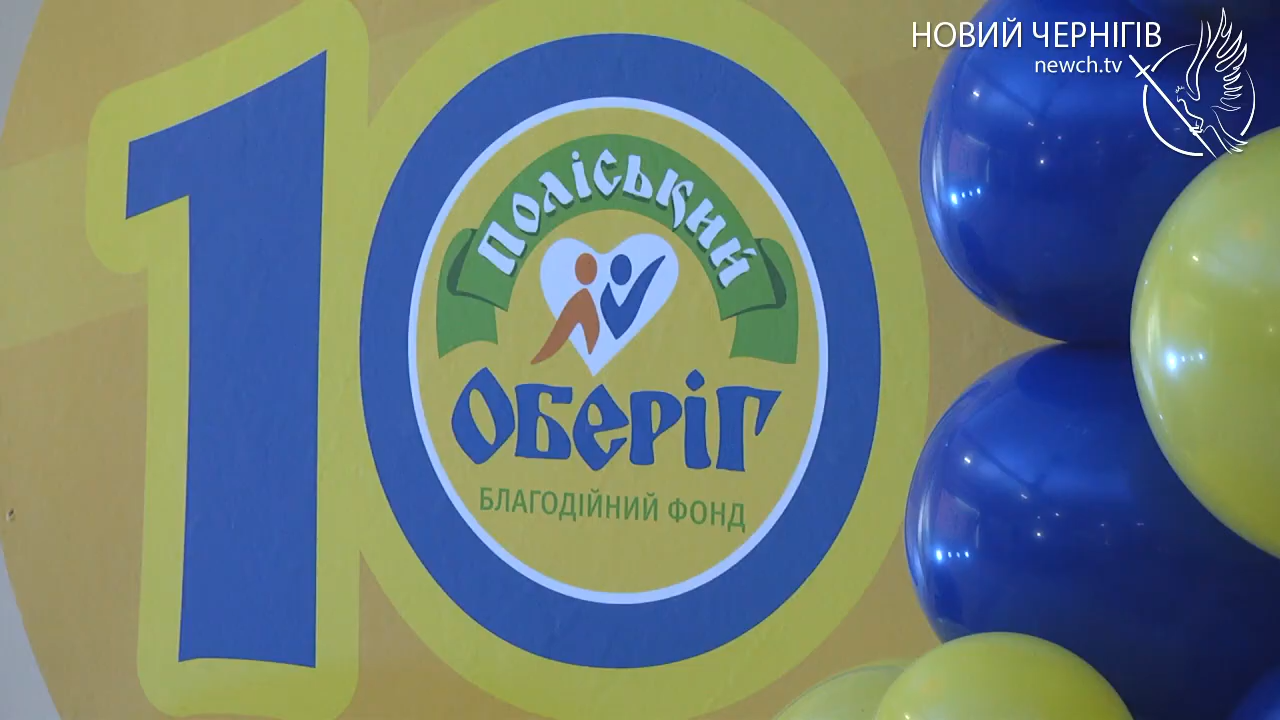 НОВИЙ ЧЕРНІГІВ
newch.tv
10
ПОЛІСЬКИЙ
ОБЕРІГ
БЛАГОДІЙНИЙ ФОНД